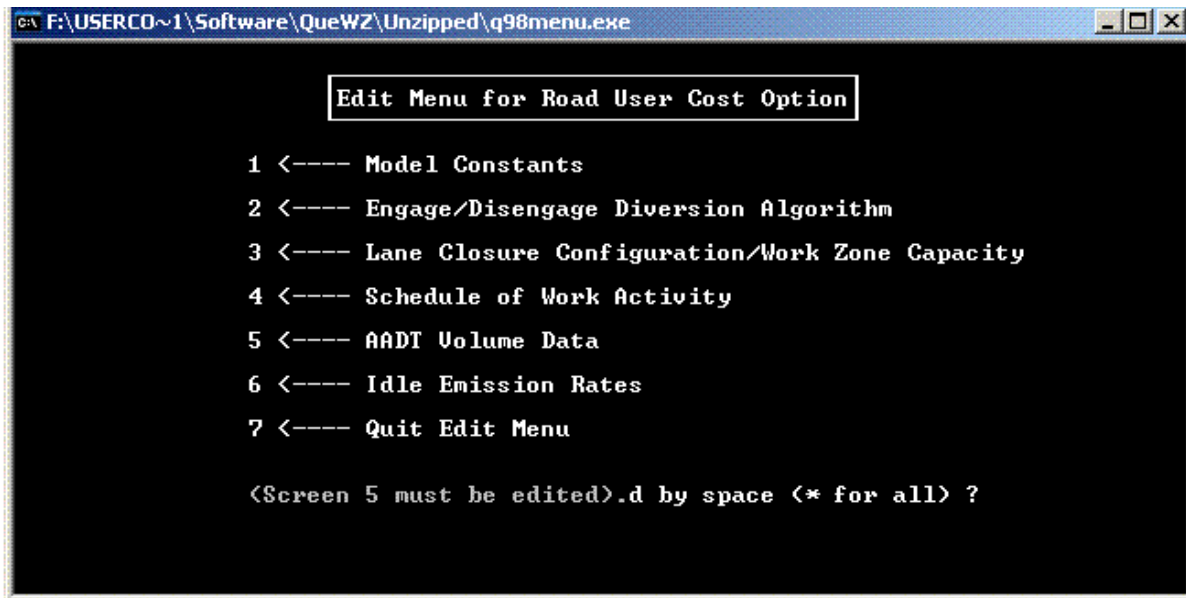 F:\USERCO~1\Software\QueWZ\Unzipped\q98menu.exe
Edit Menu for Road User Cost Option
1 <---- Model Constants
2 <---- Engage/Disengage Diversion Algorithm
3 <---- Lane Closure Configuration/Work Zone Capacity
4 <---- Schedule of Work Activity
5 <---- AADT Volume Data
6 <---- Idle Emission Rates
7 <---- Quit Edit Menu
(Screen 5 must be edited).d by space (* for all) ?